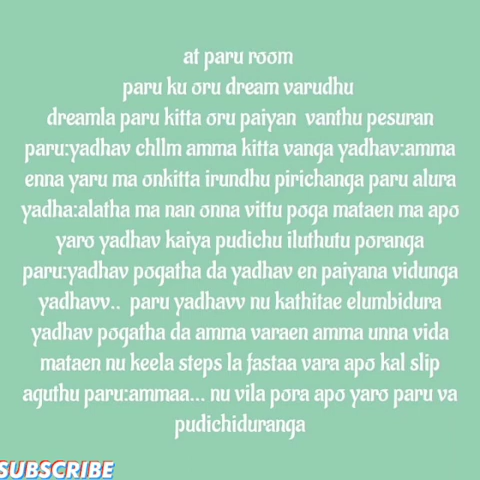 at paru room
paru ku oru dream varudhu
dreamla paru kitta oru paiyan vanthu pesuran
paru:yadhav chllm amma kitta vanga yadhav:amma
enna yaru ma onkitta irundhu pirichanga paru alura
yadha:alatha ma nan onna vittu poga mataen ma apo
yaro yadhav kaiya pudichu iluthutu poranga
paru:yadhav pogatha da yadhav en paiyana vidunga
yadhavv.. paru yadhavv nu kathitae elumbidura
yadhav pogatha da amma varaen amma unna vida
mataen nu keela steps la fastaa vara apo kal slip
aguthu paru:ammaa... nu vila pora apo yaro paru va
pudichiduranga
SUBSCRIBE